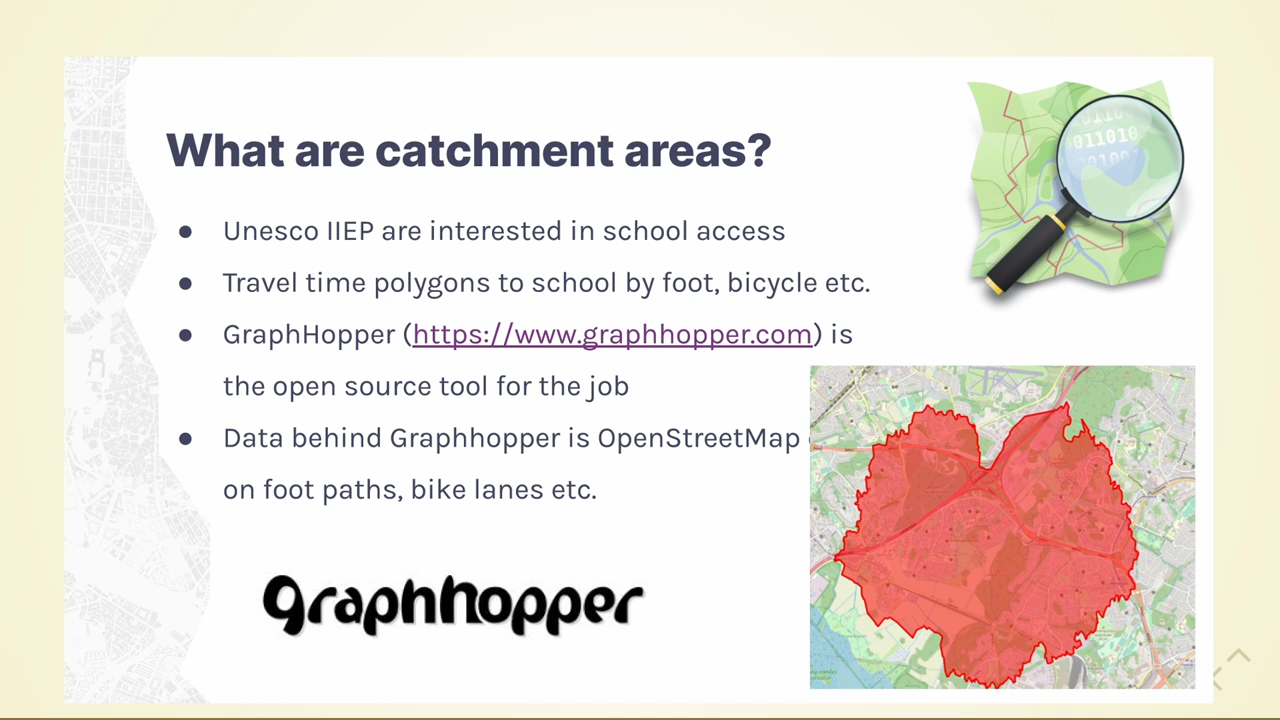 What are catchment areas?
● Unesco IIEP are interested in school access
● Travel time polygons to school by foot, bicycle etc.
● GraphHopper (https://www.graphhopper.com) is
the open source tool for the job
● Data behind Graphhopper is OpenStreetMap
on foot paths, bike lanes etc.
graphhopper
011010